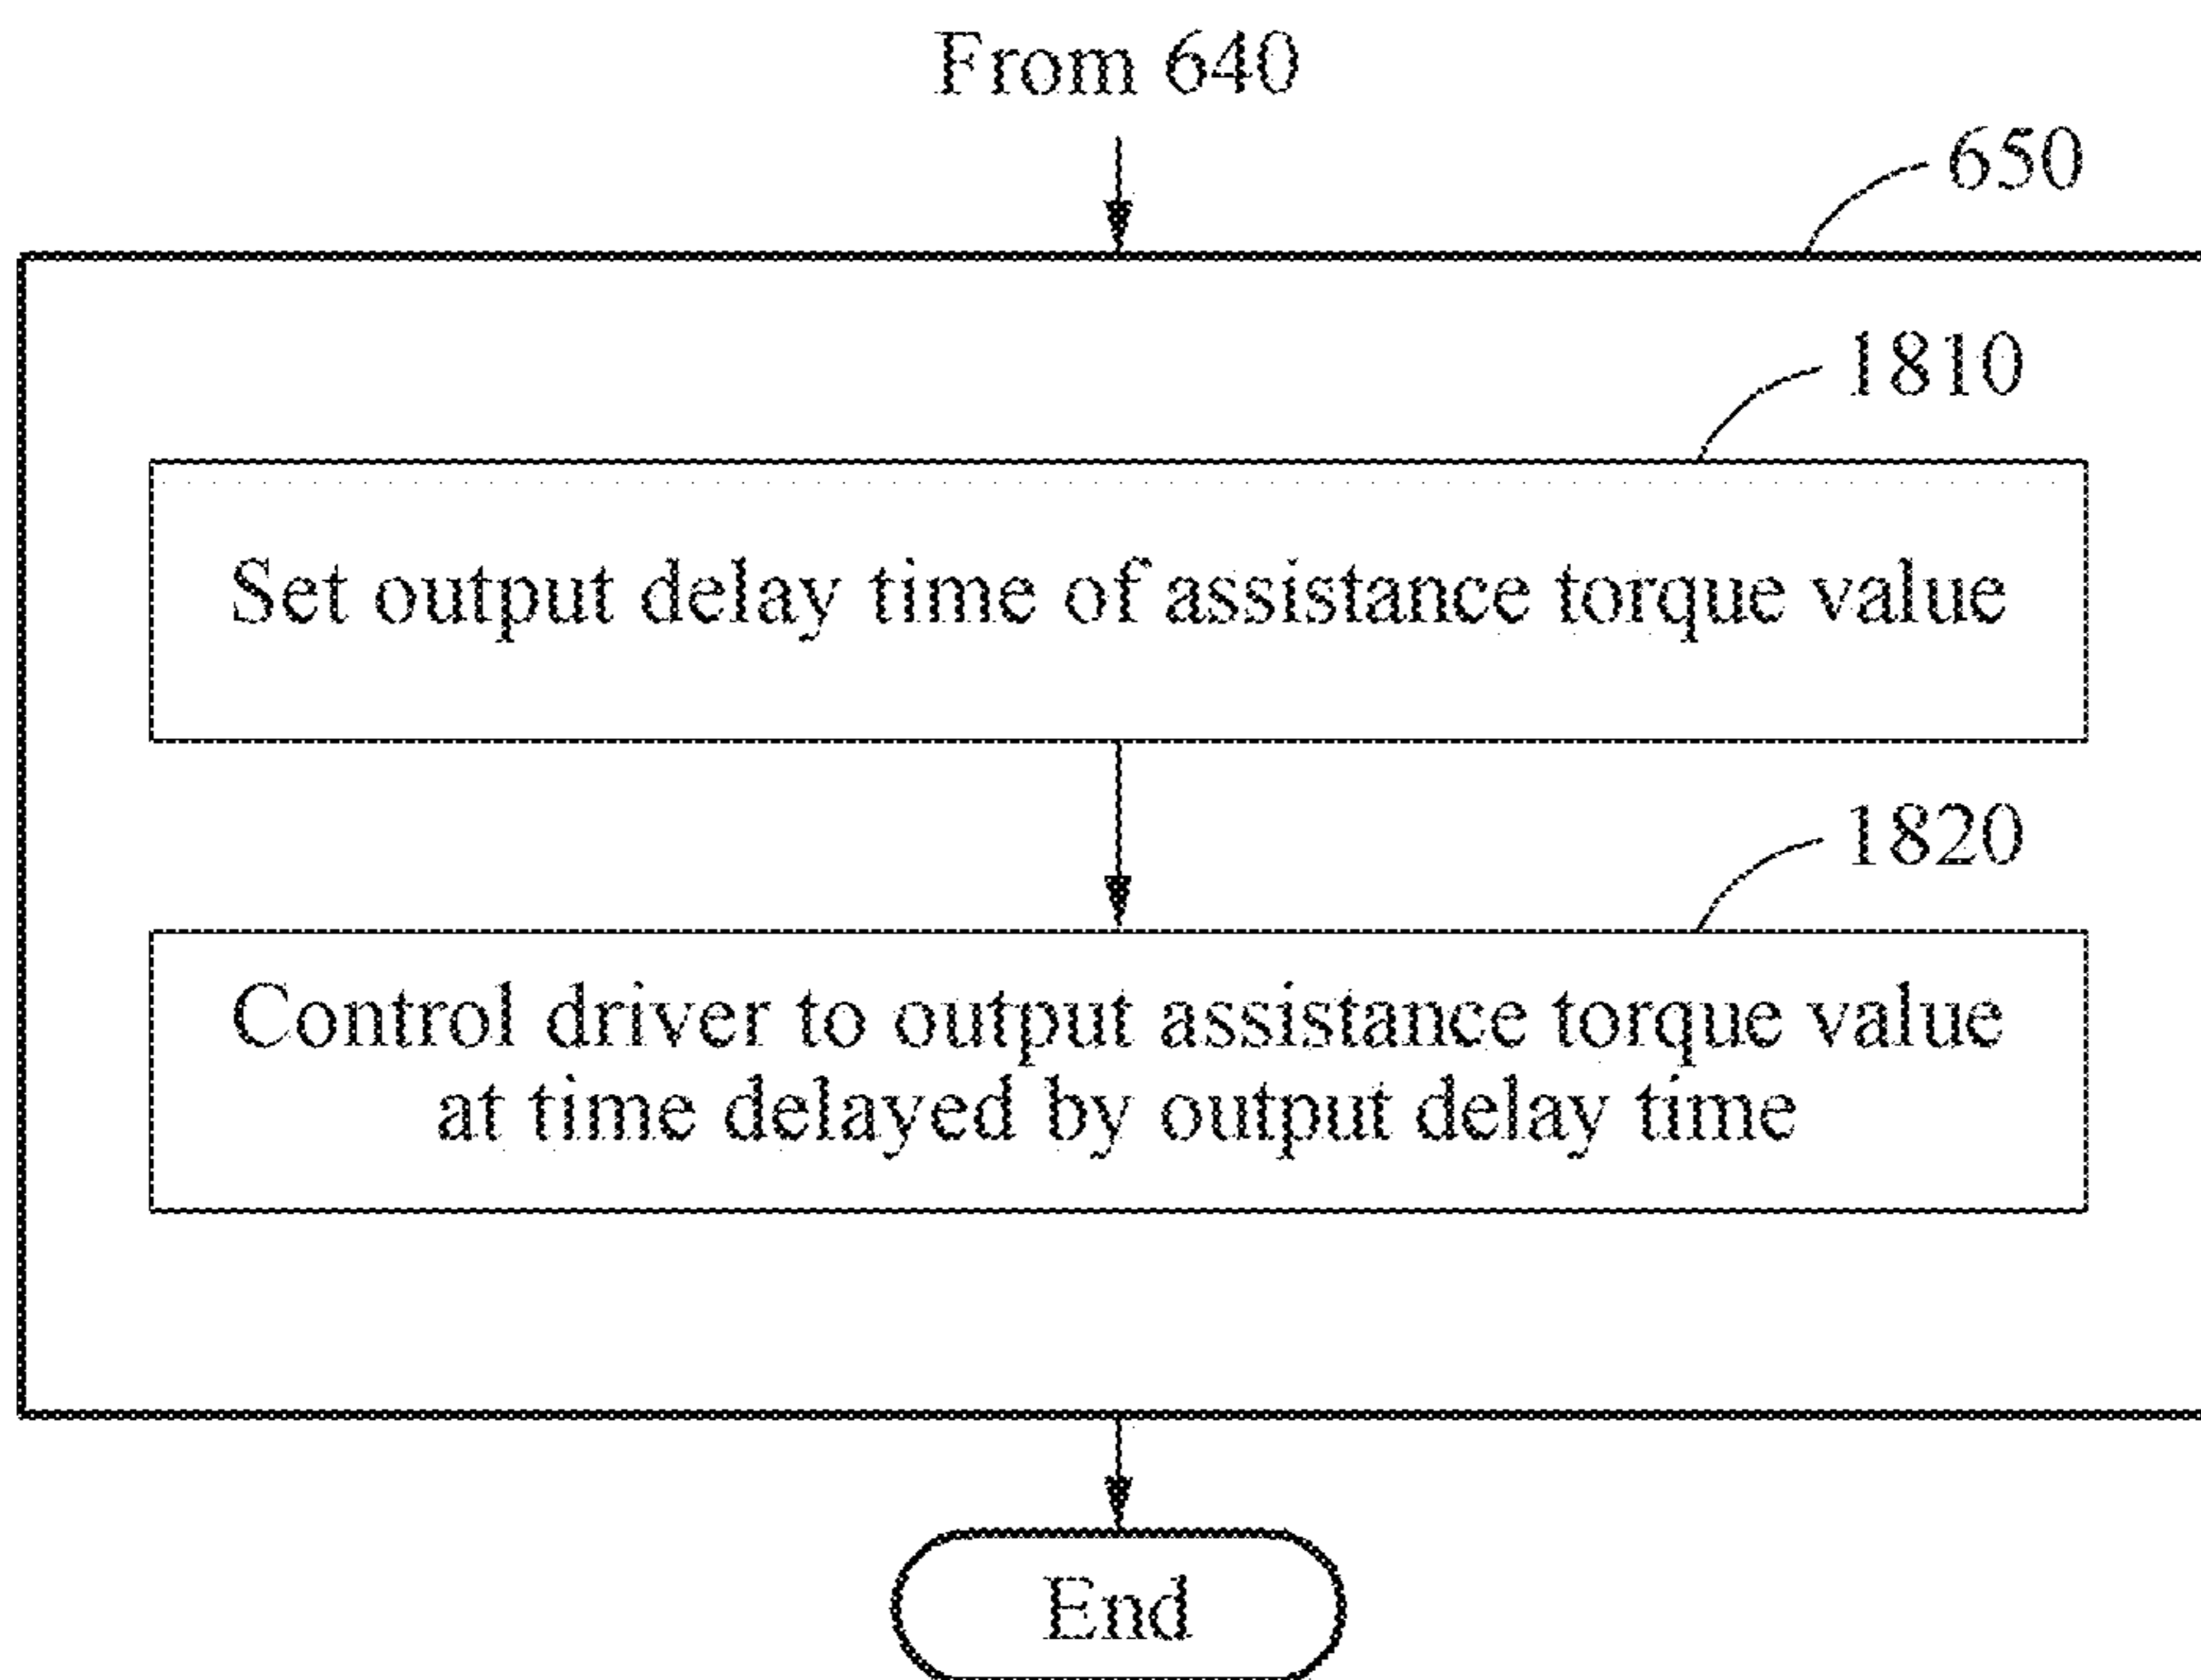 From 640
650
1810
Set output delay time of assistance torque value
1820
Control driver to output assistance torque value
at time delayed by output delay time
End